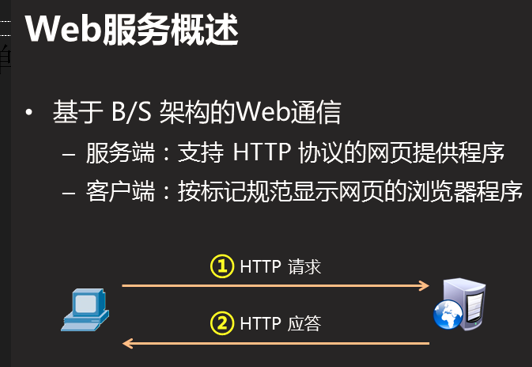 Web服务概述
• 基于 B/S 架构的Web通信
– 服务端：支持 HTTP 协议的网页提供程序
– 客户端：按标记规范显示网页的浏览器程序
① HTTP 请求
② HTTP 应答